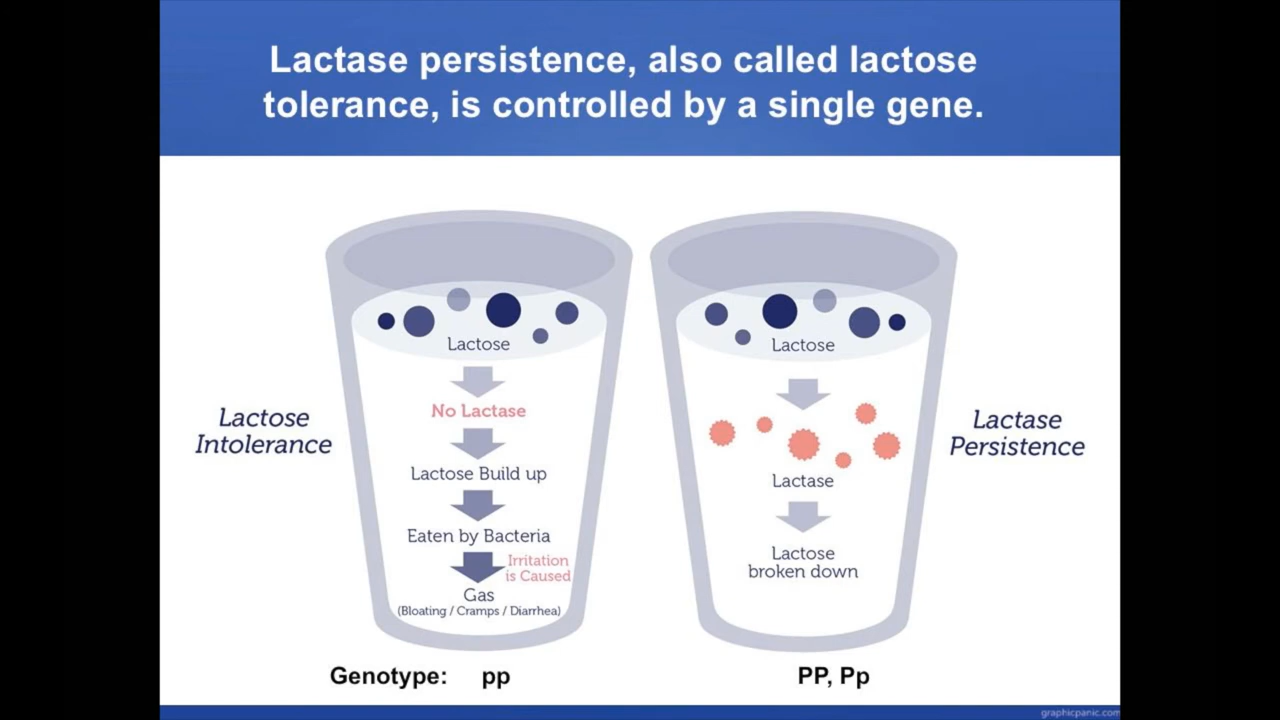 Lactase persistence, also called lactose
tolerance, is controlled by a single gene.
Lactose
Intolerance
Lactose
No Lactase
Lactose Build up
Eaten by Bacteria
Irritation
is Caused
Gas
(Bloating / Cramps / Diarrhea)
Lactose
Lactase
Lactose
broken down
Lactase
Persistence
Genotype: pp
PP, Pp
graphicpanic.com